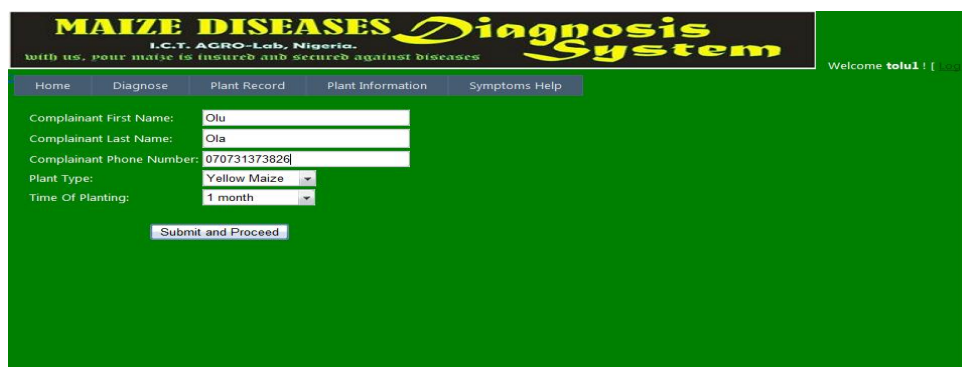 MAIZE DISEASES Diagnosis System
I.C.T. AGRO-Lab, Nigeria.
with us, your maize is insured and secured against diseases
Welcome tolu1 ! [ Log
Home Diagnose Plant Record Plant Information Symptoms Help
Complainant First Name: Olu
Complainant Last Name: Ola
Complainant Phone Number: 070731373826
Plant Type: Yellow Maize
Time Of Planting: 1 month
Submit and Proceed